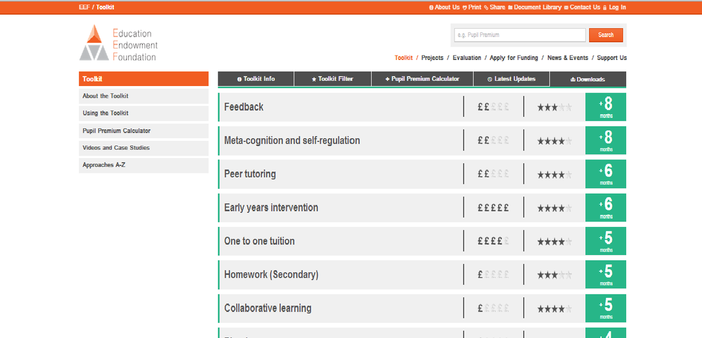 EEF / Toolkit
About Us Print Share Document Library Contact Us Log In
Education
Endowment
Foundation
e.g. Pupil Premium
Search
Toolkit / Projects / Evaluation / Apply for Funding / News & Events / Support Us
Toolkit
About the Toolkit
Using the Toolkit
Pupil Premium Calculator
Videos and Case Studies
Approaches A-Z
Toolkit Info Toolkit Filter Pupil Premium Calculator Latest Updates Downloads
Feedback £££££ ★★★☆☆ +8 months
Meta-cognition and self-regulation £££££ ★★★★☆ +8 months
Peer tutoring £££££ ★★★★☆ +6 months
Early years intervention £££££ ★★★★☆ +6 months
One to one tuition £££££ ★★★★☆ +5 months
Homework (Secondary) £££££ ★★★☆☆ +5 months
Collaborative learning £££££ ★★★★☆ +5 months